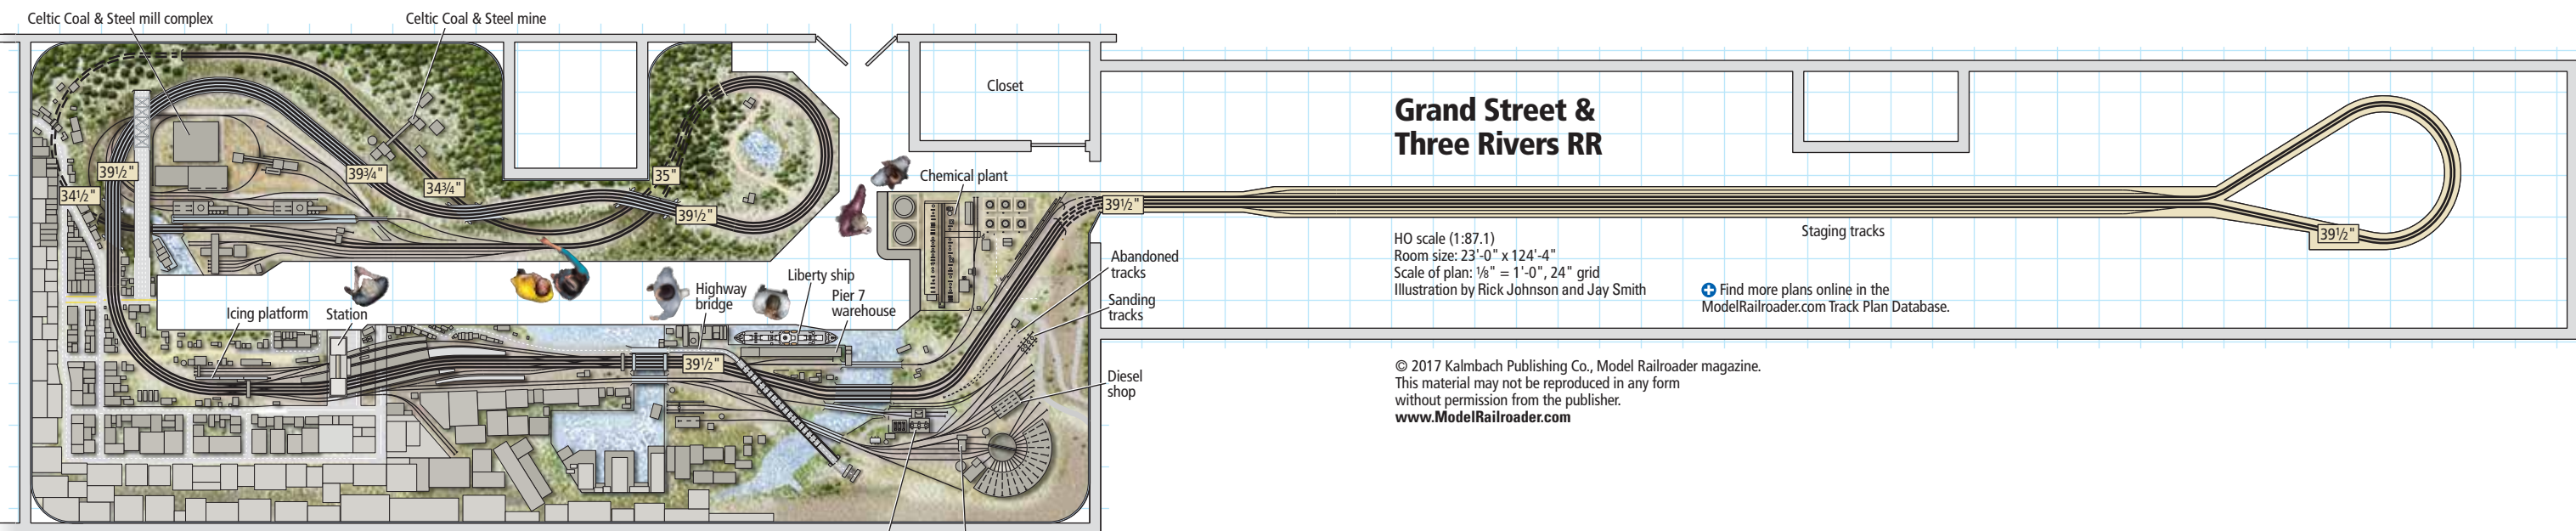 Celtic Coal & Steel mill complex
Celtic Coal & Steel mine
Closet
Grand Street &
Three Rivers RR
39½"
34½"
39¾"
34¾"
35"
39½"
Chemical plant
39½"
39½"
Staging tracks
HO scale (1:87.1)
Room size: 23'-0" x 124'-4"
Scale of plan: ⅛" = 1'-0", 24" grid
Illustration by Rick Johnson and Jay Smith
Find more plans online in the
ModelRailroader.com Track Plan Database.
Abandoned
tracks
Sanding
tracks
Liberty ship
Highway
bridge
Pier 7
warehouse
Icing platform
Station
39½"
Diesel
shop
© 2017 Kalmbach Publishing Co., Model Railroader magazine.
This material may not be reproduced in any form
without permission from the publisher.
www.ModelRailroader.com